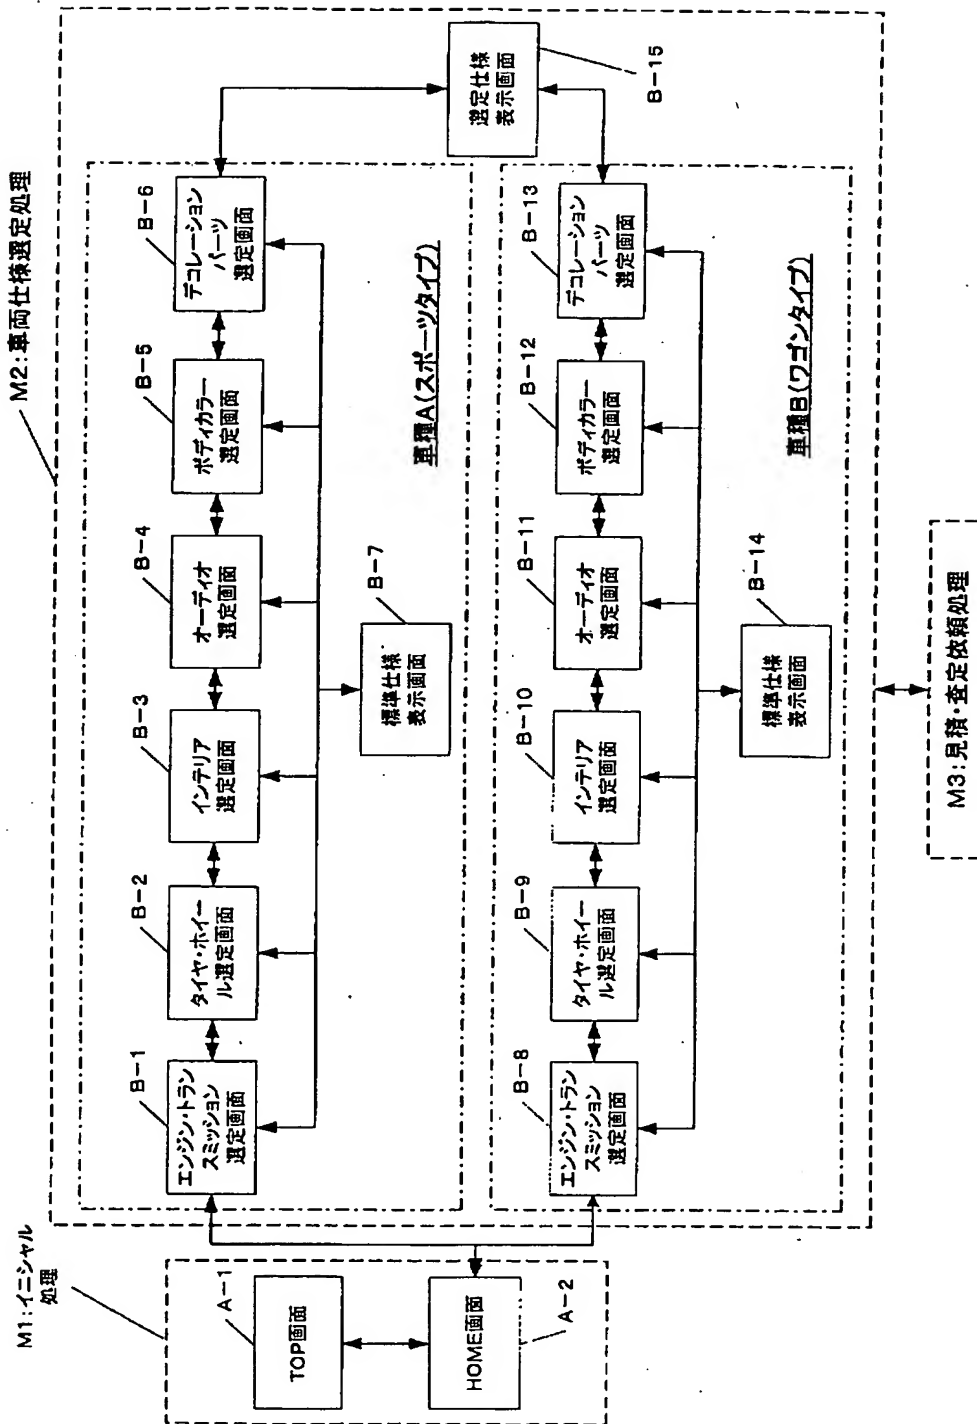 M1:イニシャル
処理
A-1
TOP画面
HOME画面
A-2
M2:車両仕様選定処理
B-1
エンジン・トラン
スミッション
選定画面
B-2
タイヤ・ホイー
ル選定画面
B-3
インテリア
選定画面
B-4
オーディオ
選定画面
B-5
ボディカラー
選定画面
B-6
デコレーション
パーツ
選定画面
B-7
標準仕様
表示画面
車種A(スポーツタイプ)
B-8
エンジン・トラン
スミッション
選定画面
B-9
タイヤ・ホイー
ル選定画面
B-10
インテリア
選定画面
B-11
オーディオ
選定画面
B-12
ボディカラー
選定画面
B-13
デコレーション
パーツ
選定画面
B-14
標準仕様
表示画面
車種B(ワゴンタイプ)
選定仕様
表示画面
B-15
M3:見積・査定依頼処理